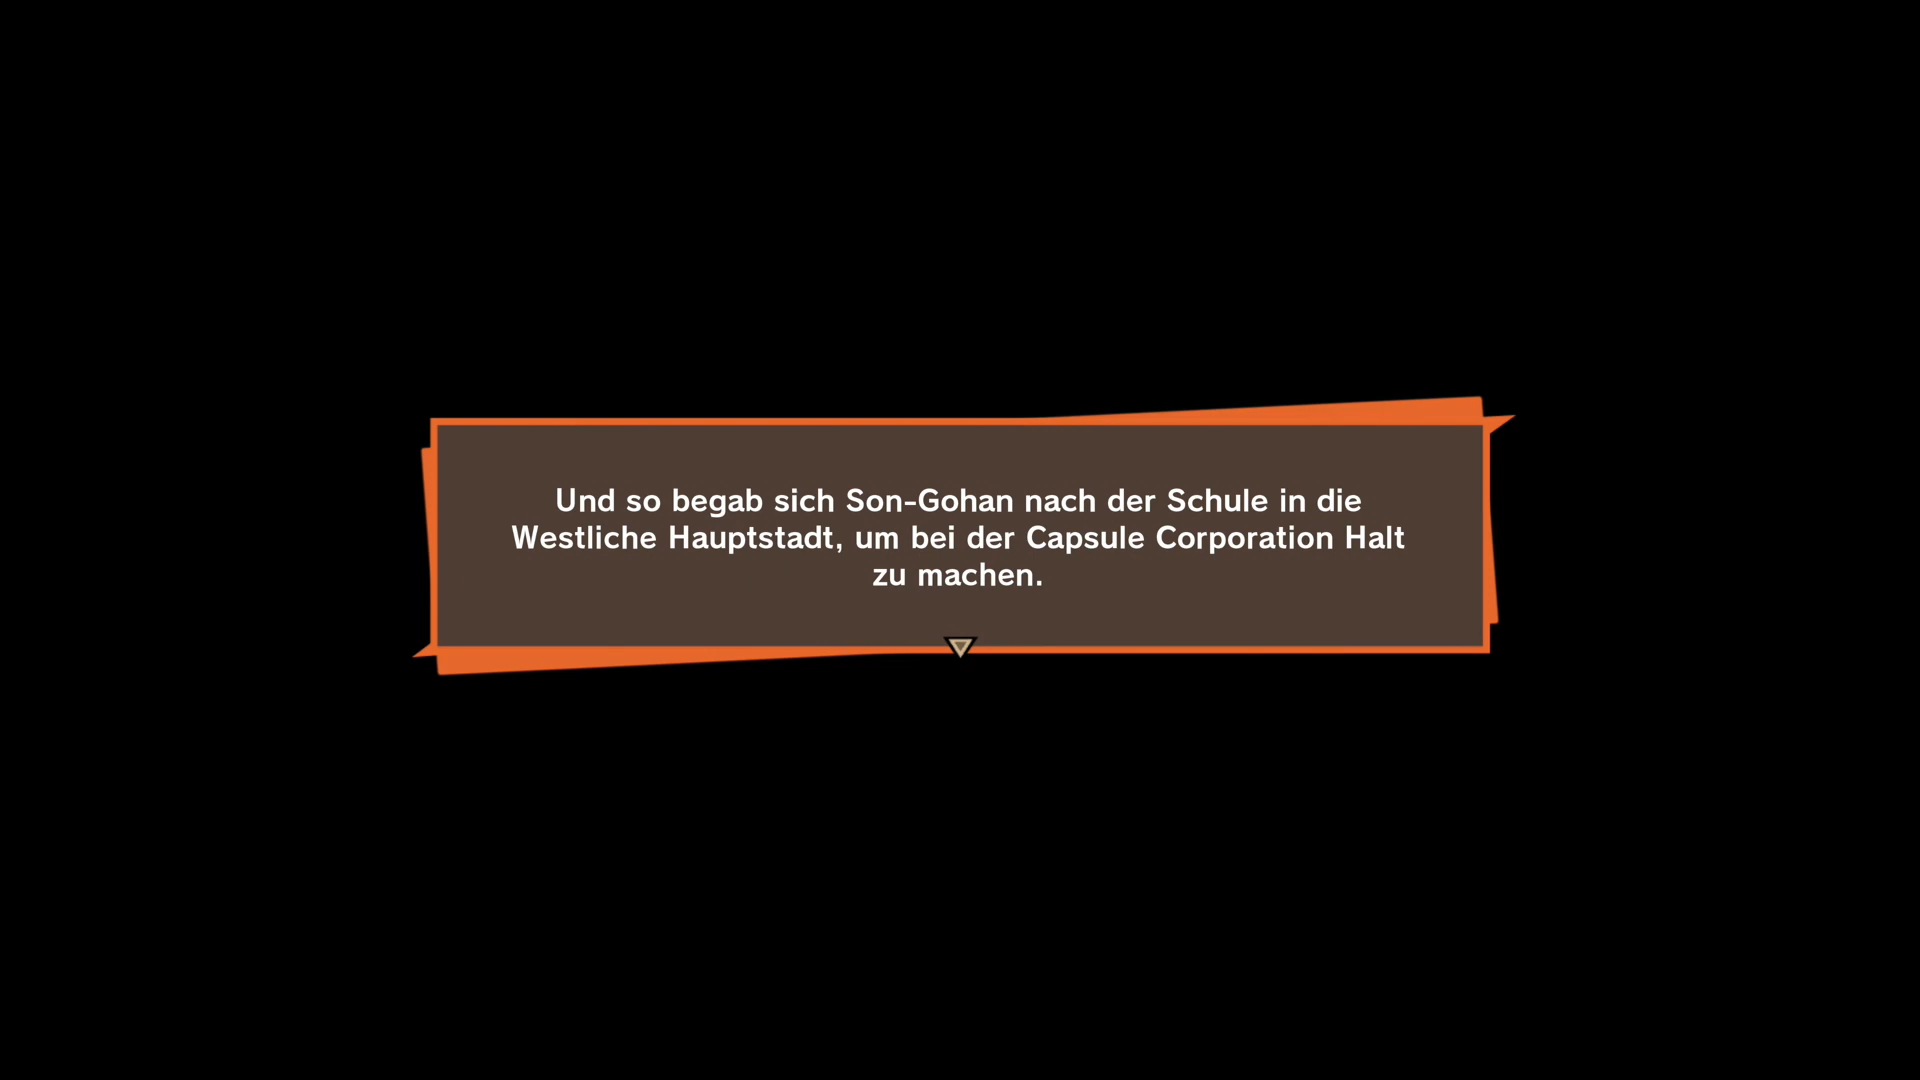 Und so begab sich Son-Gohan nach der Schule in die
Westliche Hauptstadt, um bei der Capsule Corporation Halt
zu machen.